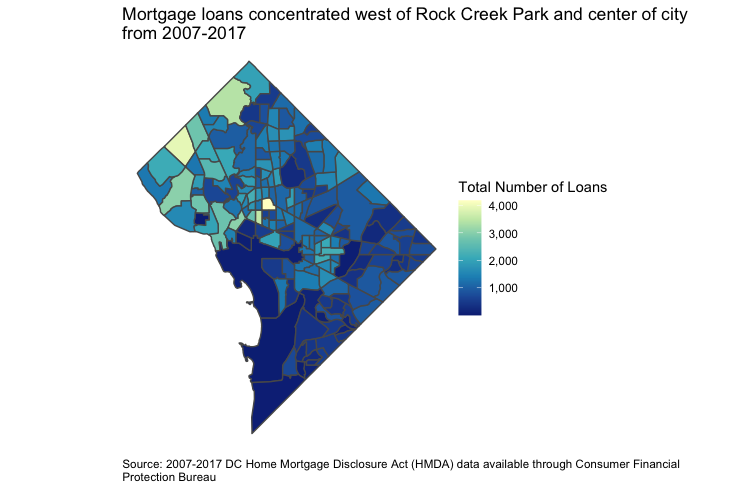 Mortgage loans concentrated west of Rock Creek Park and center of city
from 2007-2017
Total Number of Loans
4,000
3,000
2,000
1,000
Source: 2007-2017 DC Home Mortgage Disclosure Act (HMDA) data available through Consumer Financial
Protection Bureau